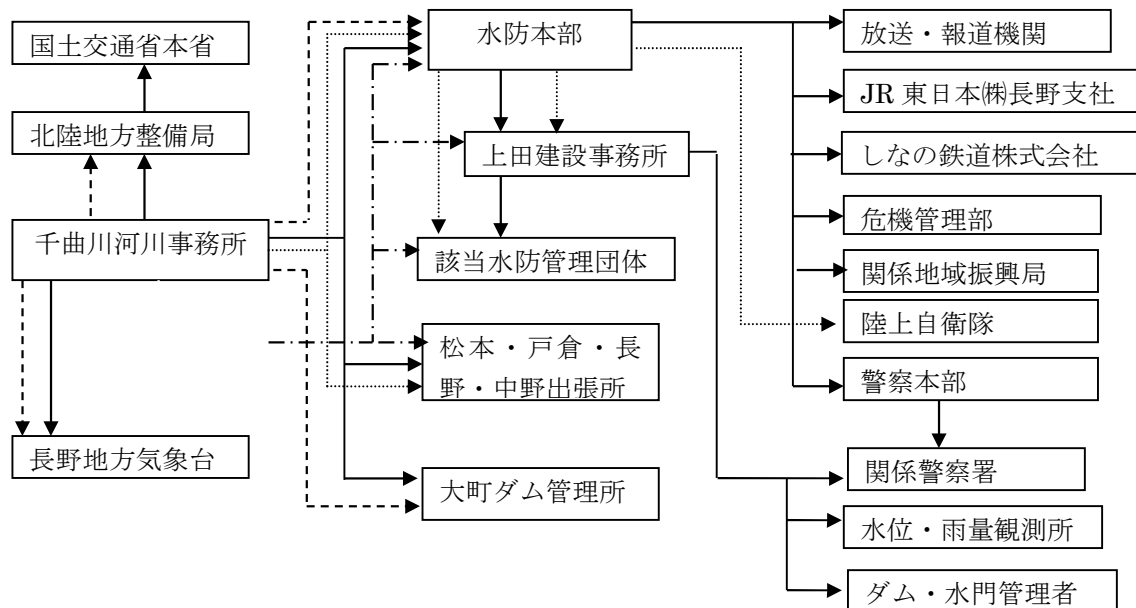 国土交通省本省
北陸地方整備局
千曲川河川事務所
長野地方気象台
水防本部
上田建設事務所
該当水防管理団体
松本・戸倉・長
野・中野出張所
大町ダム管理所
放送・報道機関
JR 東日本㈱長野支社
しなの鉄道株式会社
危機管理部
関係地域振興局
陸上自衛隊
警察本部
関係警察署
水位・雨量観測所
ダム・水門管理者